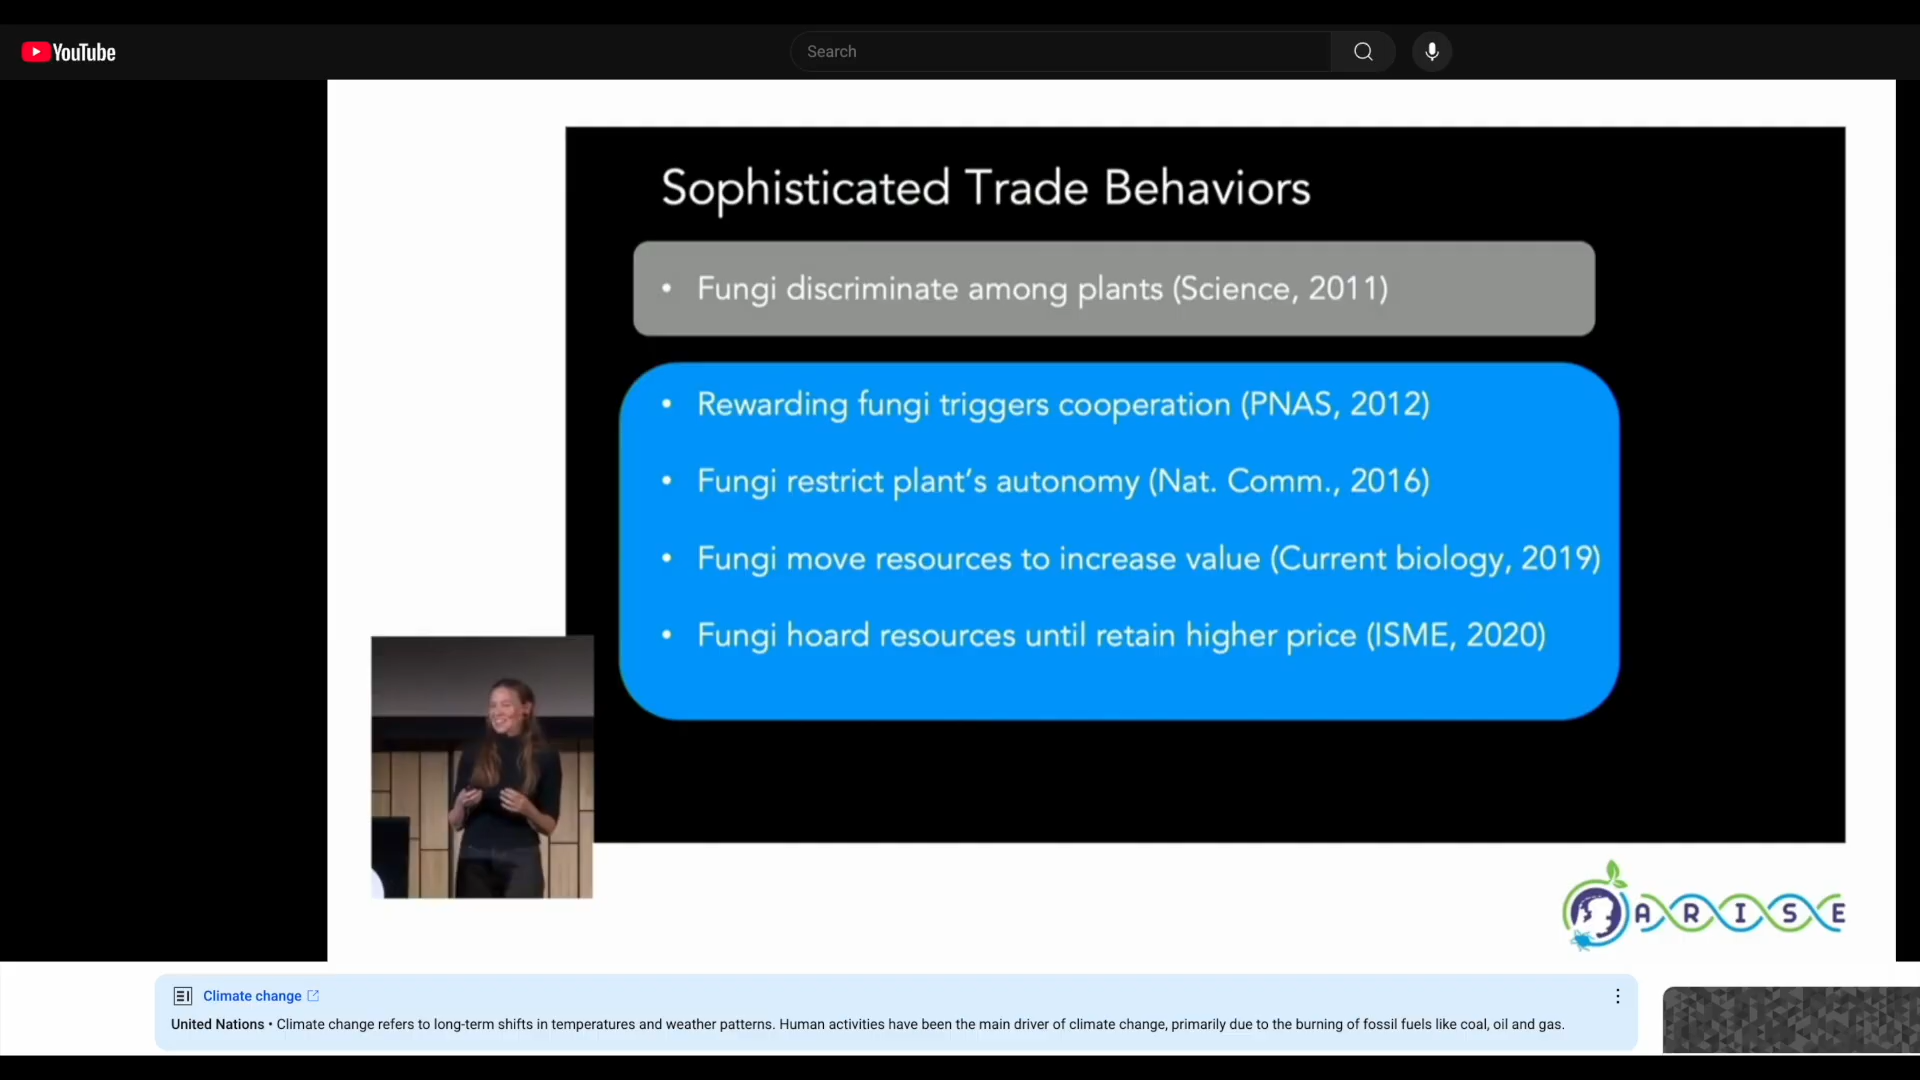 YouTube
Search
Sophisticated Trade Behaviors
• Fungi discriminate among plants (Science, 2011)
• Rewarding fungi triggers cooperation (PNAS, 2012)
• Fungi restrict plant's autonomy (Nat. Comm., 2016)
• Fungi move resources to increase value (Current biology, 2019)
• Fungi hoard resources until retain higher price (ISME, 2020)
ARISE
Climate change
United Nations • Climate change refers to long-term shifts in temperatures and weather patterns. Human activities have been the main driver of climate change, primarily due to the burning of fossil fuels like coal, oil and gas.